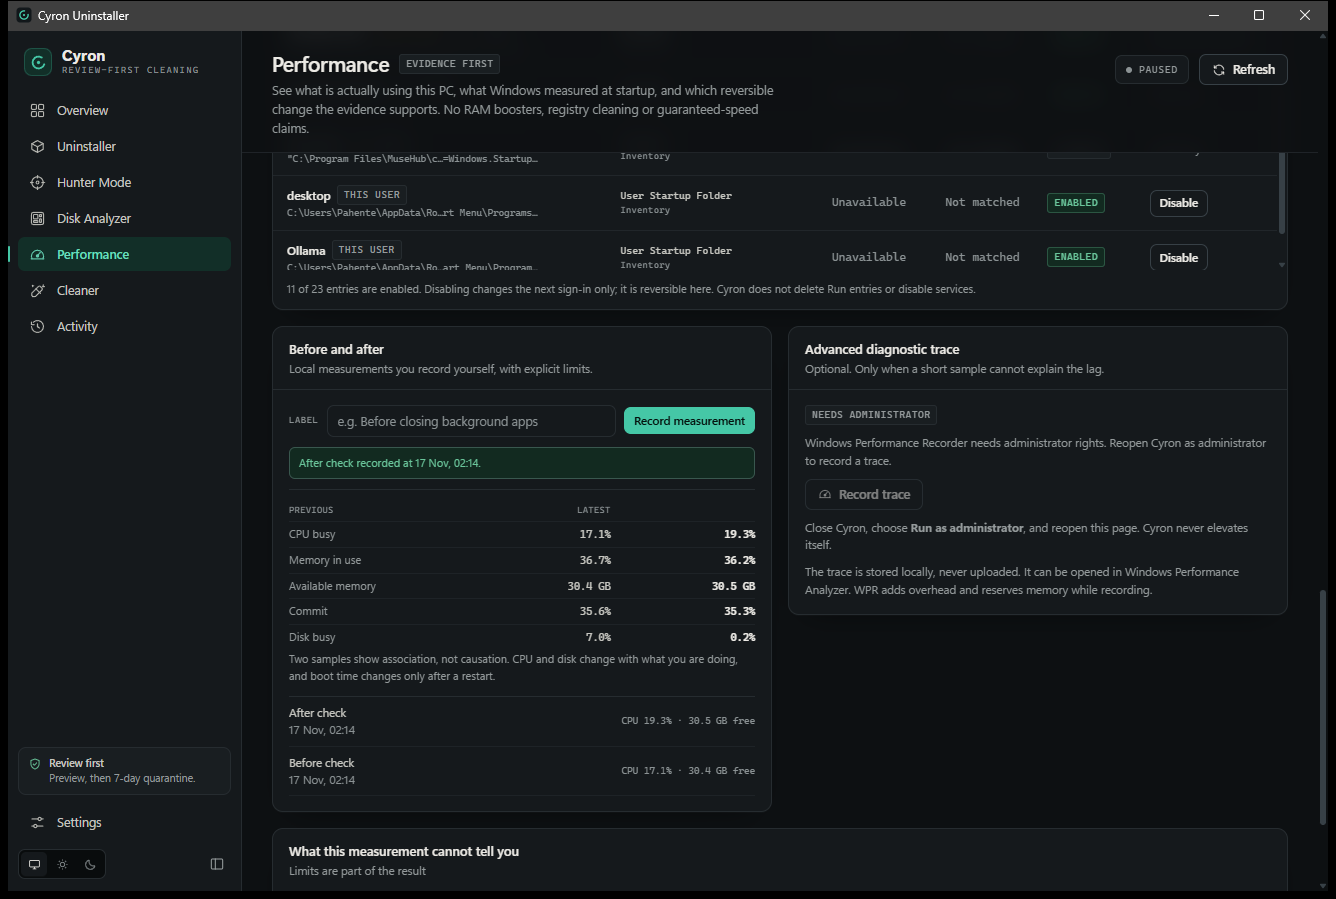 Cyron Uninstaller
Cyron
REVIEW-FIRST CLEANING
Overview
Uninstaller
Hunter Mode
Disk Analyzer
Performance
Cleaner
Activity
Review first
Preview, then 7-day quarantine.
Settings
Performance EVIDENCE FIRST
See what is actually using this PC, what Windows measured at startup, and which reversible
change the evidence supports. No RAM boosters, registry cleaning or guaranteed-speed
claims.
PAUSED
Refresh
"C:\Program Files\MuseHub\c…=Windows.Startup…
Inventory
desktop THIS USER
C:\Users\Pahente\AppData\Ro…rt Menu\Programs…
User Startup Folder
Inventory
Unavailable
Not matched
ENABLED
Disable
Ollama THIS USER
C:\Users\Pahente\AppData\Ro…art Menu\Program…
User Startup Folder
Inventory
Unavailable
Not matched
ENABLED
Disable
11 of 23 entries are enabled. Disabling changes the next sign-in only; it is reversible here. Cyron does not delete Run entries or disable services.
Before and after
Local measurements you record yourself, with explicit limits.
LABEL e.g. Before closing background apps Record measurement
After check recorded at 17 Nov, 02:14.
PREVIOUS LATEST
CPU busy 17.1% 19.3%
Memory in use 36.7% 36.2%
Available memory 30.4 GB 30.5 GB
Commit 35.6% 35.3%
Disk busy 7.0% 0.2%
Two samples show association, not causation. CPU and disk change with what you are doing,
and boot time changes only after a restart.
After check
17 Nov, 02:14
CPU 19.3% · 30.5 GB free
Before check
17 Nov, 02:14
CPU 17.1% · 30.4 GB free
Advanced diagnostic trace
Optional. Only when a short sample cannot explain the lag.
NEEDS ADMINISTRATOR
Windows Performance Recorder needs administrator rights. Reopen Cyron as administrator
to record a trace.
Record trace
Close Cyron, choose Run as administrator, and reopen this page. Cyron never elevates
itself.
The trace is stored locally, never uploaded. It can be opened in Windows Performance
Analyzer. WPR adds overhead and reserves memory while recording.
What this measurement cannot tell you
Limits are part of the result